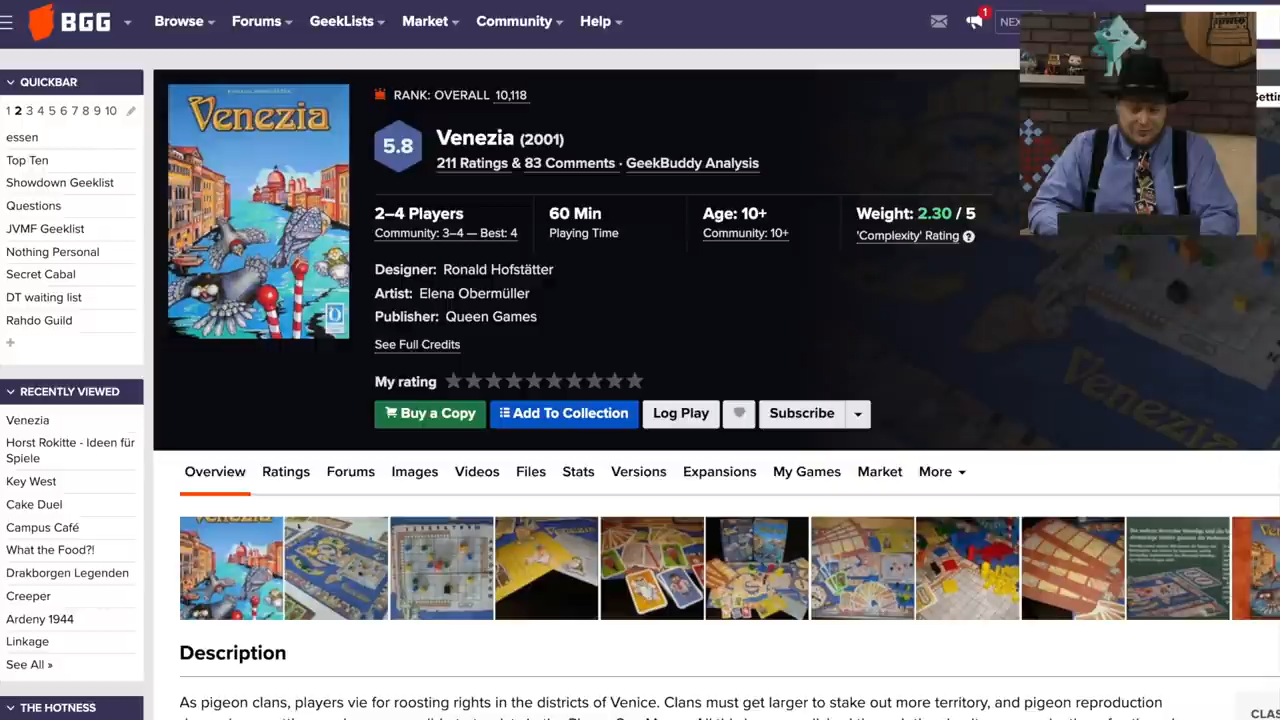 BGG
Browse
Forums
GeekLists
Market
Community
Help
1
NEX
QUICKBAR
1 2 3 4 5 6 7 8 9 10
essen
Top Ten
Showdown Geeklist
Questions
JVMF Geeklist
Nothing Personal
Secret Cabal
DT waiting list
Rahdo Guild
+
RECENTLY VIEWED
Venezia
Horst Rokitte - Ideen für
Spiele
Key West
Cake Duel
Campus Café
What the Food?!
Drakborgen Legenden
Creeper
Ardeny 1944
Linkage
See All »
THE HOTNESS
Venezia
RANK: OVERALL 10,118
5.8
Venezia (2001)
211 Ratings & 83 Comments · GeekBuddy Analysis
2–4 Players
Community: 3–4 — Best: 4
60 Min
Playing Time
Age: 10+
Community: 10+
Weight: 2.30 / 5
'Complexity' Rating ?
Designer: Ronald Hofstätter
Artist: Elena Obermüller
Publisher: Queen Games
See Full Credits
My rating
Buy a Copy
Add To Collection
Log Play
Subscribe
Venezia
Overview
Ratings
Forums
Images
Videos
Files
Stats
Versions
Expansions
My Games
Market
More
Description
As pigeon clans, players vie for roosting rights in the districts of Venice. Clans must get larger to stake out more territory, and pigeon reproduction
CLAS